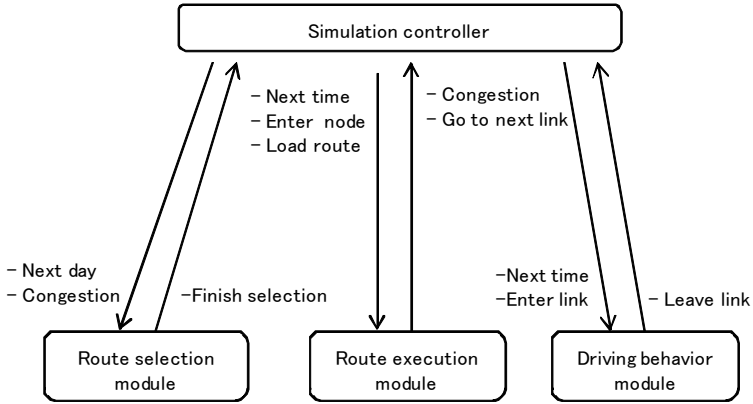 Simulation controller
- Next time
- Enter node
- Load route
- Congestion
- Go to next link
- Next day
- Congestion
-Finish selection
-Next time
-Enter link
- Leave link
Route selection
module
Route execution
module
Driving behavior
module